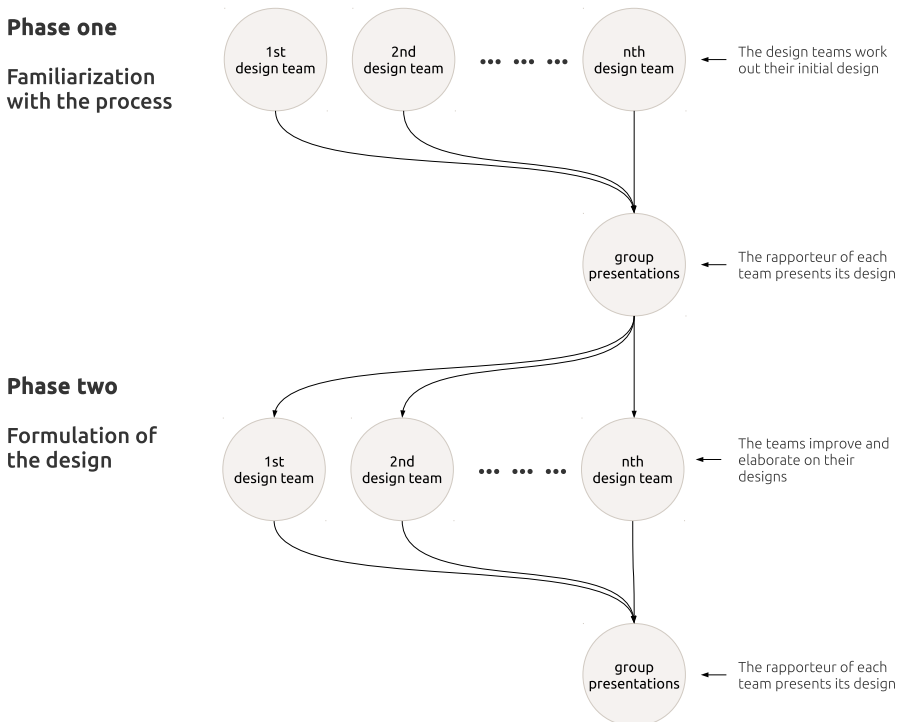 Phase one
Familiarization
with the process
1st
design team
2nd
design team
... ... ...
nth
design team
The design teams work
out their initial design
group
presentations
The rapporteur of each
team presents its design
Phase two
Formulation of
the design
1st
design team
2nd
design team
... ... ...
nth
design team
The teams improve and
elaborate on their
designs
group
presentations
The rapporteur of each
team presents its design